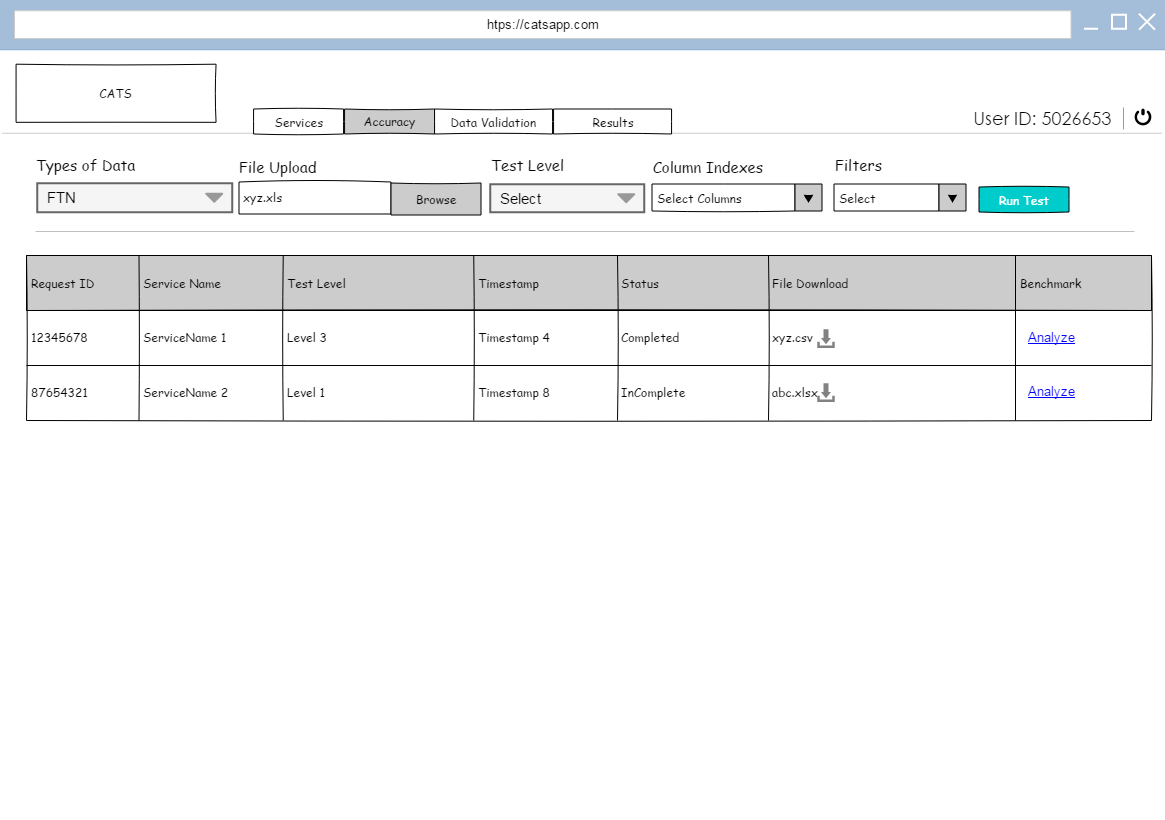 htps://catsapp.com
CATS
Services Accuracy Data Validation Results
User ID: 5026653
Types of Data File Upload Test Level Column Indexes Filters
FTN xyz.xls Browse Select Select Columns Select Run Test
Request ID Service Name Test Level Timestamp Status File Download Benchmark
12345678 ServiceName 1 Level 3 Timestamp 4 Completed xyz.csv Analyze
87654321 ServiceName 2 Level 1 Timestamp 8 InComplete abc.xlsx Analyze